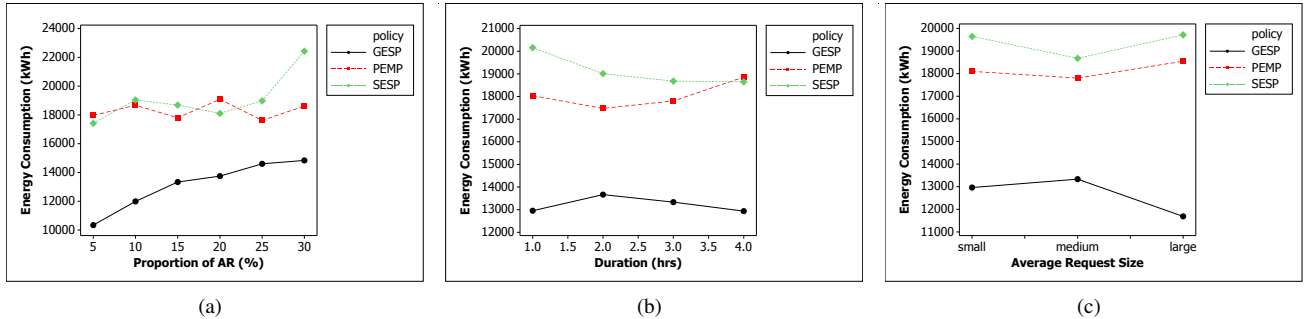 24000
22000
20000
18000
16000
14000
12000
10000
Energy Consumption (kWh)
5
10
15
20
25
30
Proportion of AR (%)
policy
GESP
PEMP
SESP
(a)
21000
20000
19000
18000
17000
16000
15000
14000
13000
12000
Energy Consumption (kWh)
1.0
1.5
2.0
2.5
3.0
3.5
4.0
Duration (hrs)
policy
GESP
PEMP
SESP
(b)
20000
19000
18000
17000
16000
15000
14000
13000
12000
11000
Energy Consumption (kWh)
small
medium
large
Average Request Size
policy
GESP
PEMP
SESP
(c)